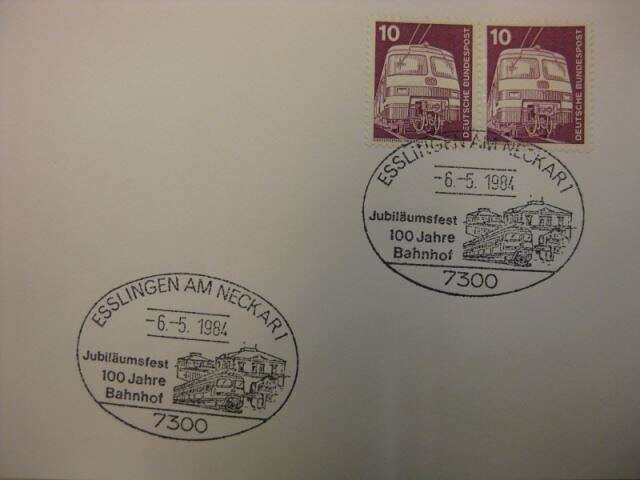 10
DEUTSCHE BUNDESPOST
10
DEUTSCHE BUNDESPOST
ESSLINGEN AM NECKAR 1
-6.-5. 1984
Jubiläumsfest
100 Jahre
Bahnhof
7300
ESSLINGEN AM NECKAR 1
-6.-5. 1984
Jubiläumsfest
100 Jahre
Bahnhof
7300